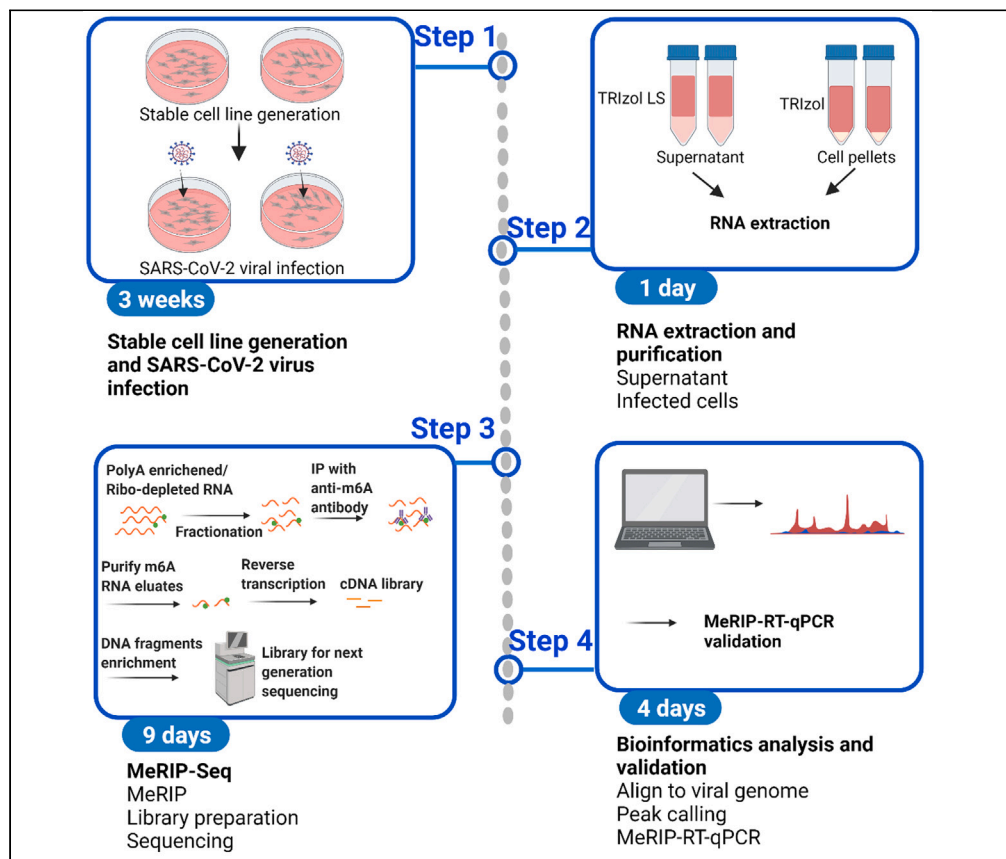 Step 1
Stable cell line generation
SARS-CoV-2 viral infection
3 weeks
Stable cell line generation
and SARS-CoV-2 virus
infection
Step 2
TRIzol LS
TRIzol
Supernatant
Cell pellets
RNA extraction
1 day
RNA extraction and
purification
Supernatant
Infected cells
Step 3
PolyA enrichened/
Ribo-depleted RNA
Fractionation
IP with
anti-m6A
antibody
Purify m6A
RNA eluates
Reverse
transcription
cDNA library
DNA fragments
enrichment
Library for next
generation
sequencing
9 days
MeRIP-Seq
MeRIP
Library preparation
Sequencing
Step 4
MeRIP-RT-qPCR
validation
4 days
Bioinformatics analysis and
validation
Align to viral genome
Peak calling
MeRIP-RT-qPCR